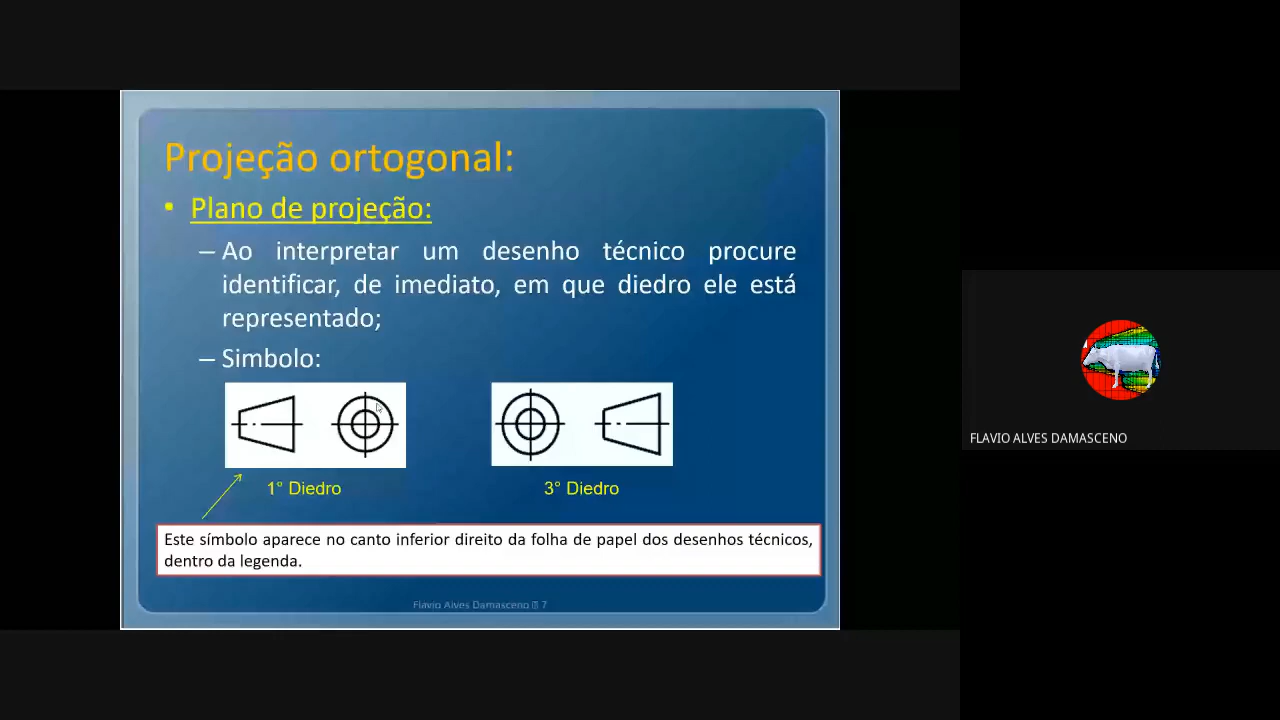 Projeção ortogonal:
• Plano de projeção:
– Ao interpretar um desenho técnico procure
identificar, de imediato, em que diedro ele está
representado;
– Simbolo:
1° Diedro
3° Diedro
Este símbolo aparece no canto inferior direito da folha de papel dos desenhos técnicos,
dentro da legenda.
Flavio Alves Damasceno 7
FLAVIO ALVES DAMASCENO